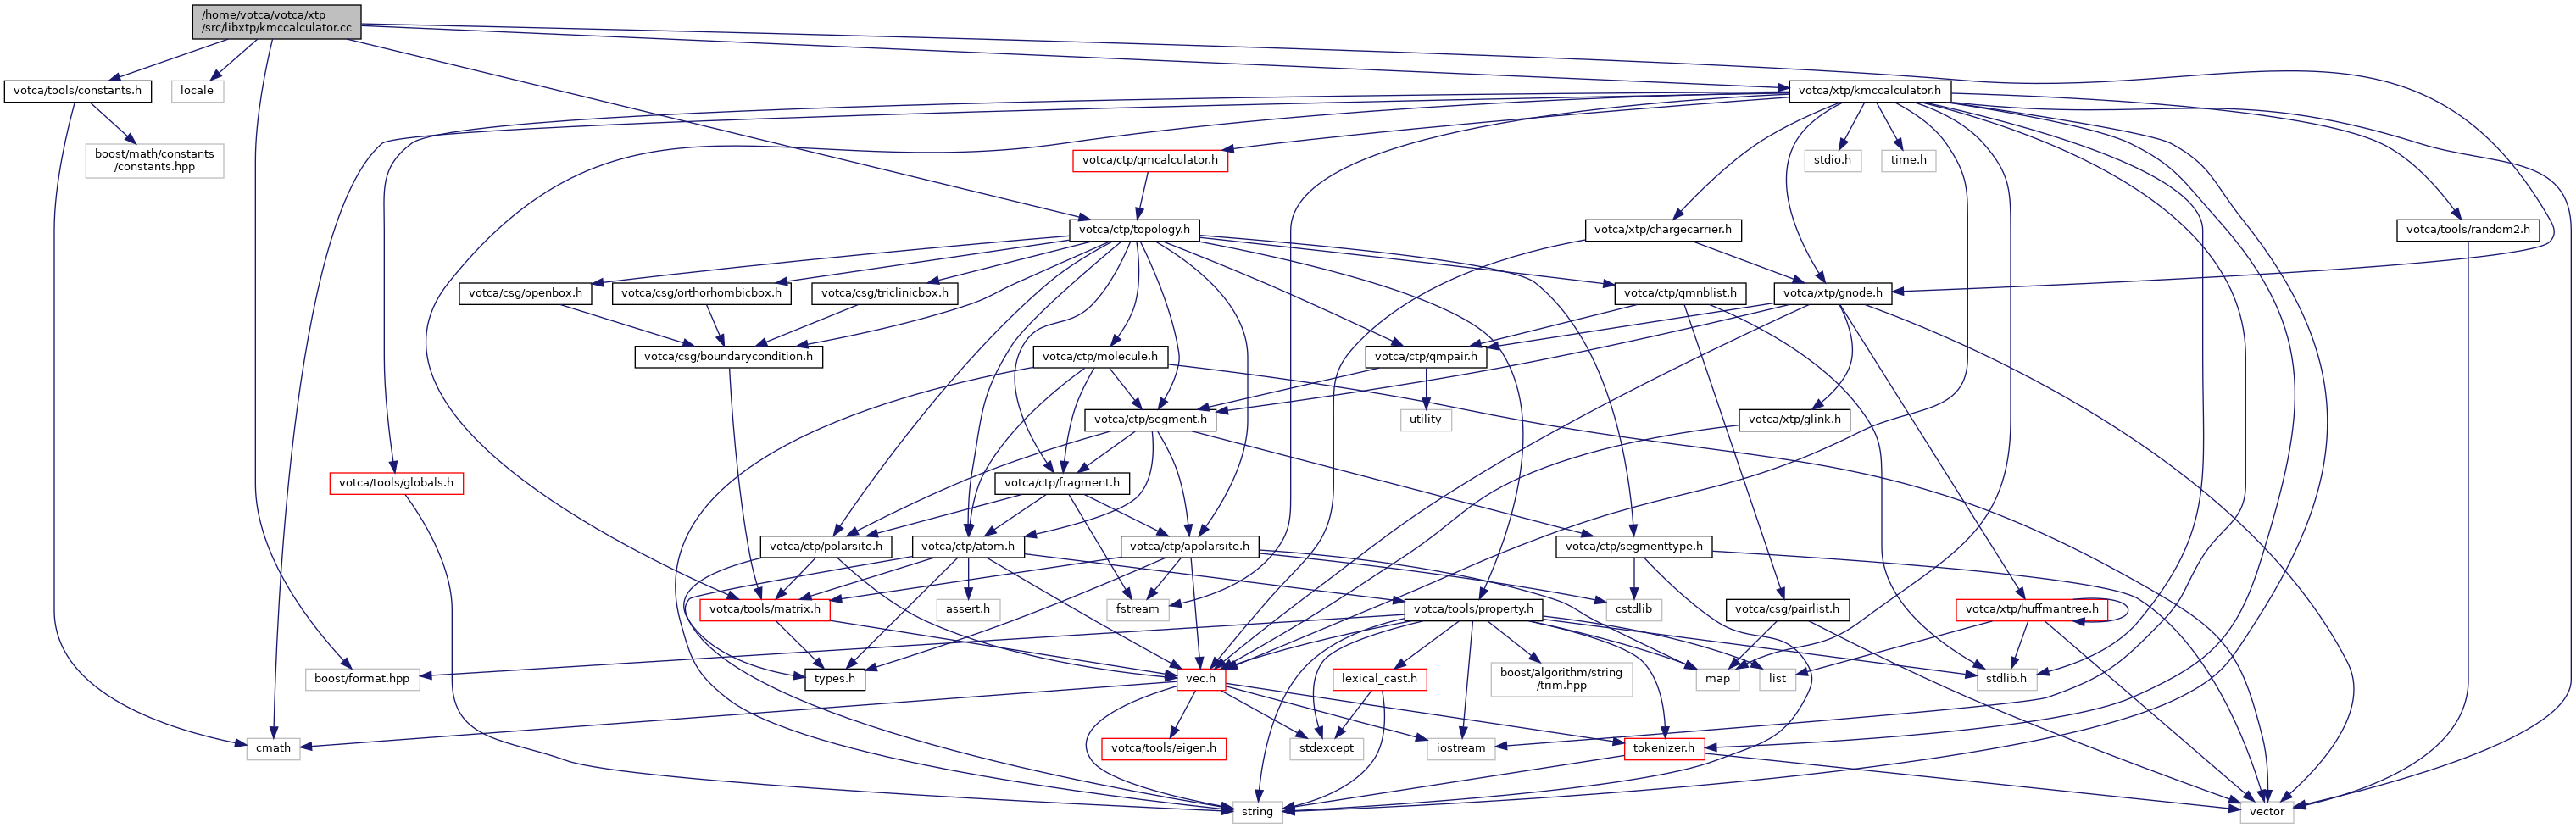 /home/votca/votca/xtp
/src/libxtp/kmccalculator.cc
votca/tools/constants.h
locale
votca/xtp/kmccalculator.h
boost/math/constants
/constants.hpp
votca/ctp/qmcalculator.h
stdio.h
time.h
votca/ctp/topology.h
votca/xtp/chargecarrier.h
votca/tools/random2.h
votca/csg/openbox.h
votca/csg/orthorhombicbox.h
votca/csg/triclinicbox.h
votca/ctp/qmnblist.h
votca/xtp/gnode.h
votca/csg/boundarycondition.h
votca/ctp/molecule.h
votca/ctp/qmpair.h
votca/ctp/segment.h
utility
votca/xtp/glink.h
votca/tools/globals.h
votca/ctp/fragment.h
votca/ctp/polarsite.h
votca/ctp/atom.h
votca/ctp/apolarsite.h
votca/ctp/segmenttype.h
votca/tools/matrix.h
assert.h
fstream
votca/tools/property.h
cstdlib
votca/csg/pairlist.h
votca/xtp/huffmantree.h
boost/format.hpp
types.h
vec.h
lexical_cast.h
boost/algorithm/string
/trim.hpp
map
list
stdlib.h
cmath
votca/tools/eigen.h
stdexcept
iostream
tokenizer.h
string
vector